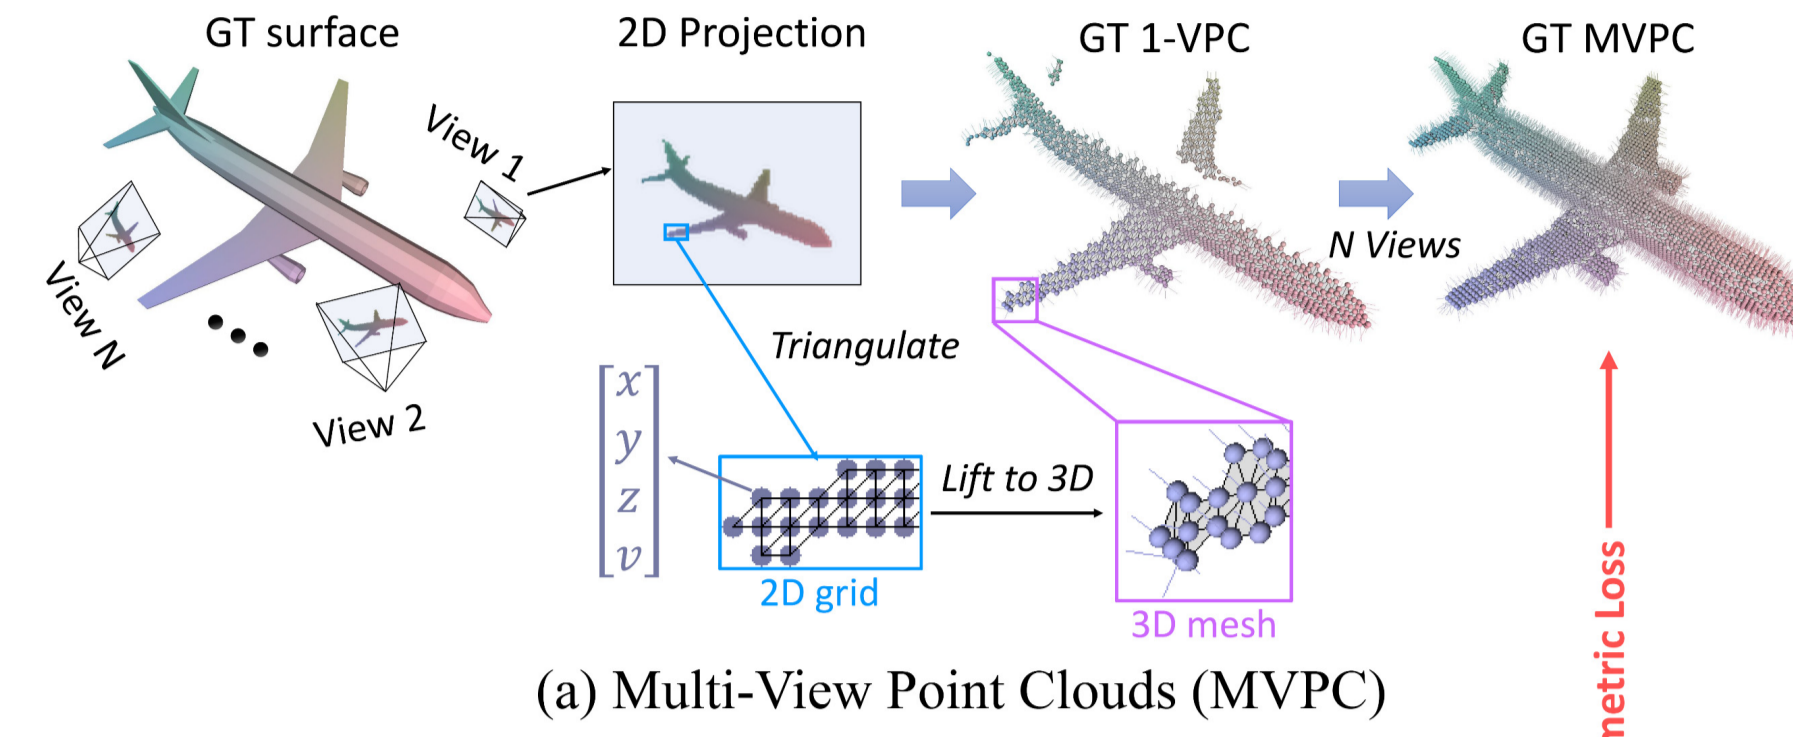 GT surface
2D Projection
GT 1-VPC
GT MVPC
View 1
View N
View 2
N Views
Triangulate
x
y
z
v
Lift to 3D
2D grid
3D mesh
metric Loss
(a) Multi-View Point Clouds (MVPC)